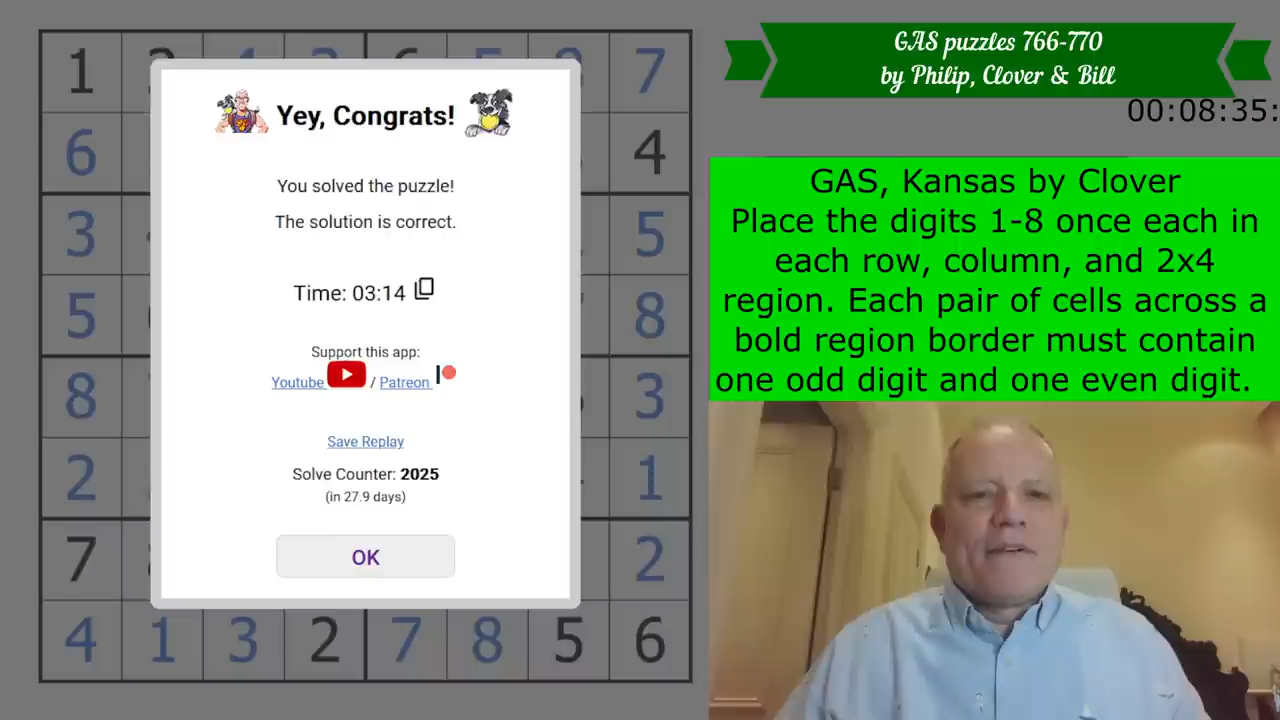 GAS puzzles 766-770
by Philip, Clover & Bill
00:08:35:
GAS, Kansas by Clover
Place the digits 1-8 once each in
each row, column, and 2x4
region. Each pair of cells across a
bold region border must contain
one odd digit and one even digit.
Yey, Congrats!
You solved the puzzle!
The solution is correct.
Time: 03:14
Support this app:
Youtube / Patreon
Save Replay
Solve Counter: 2025
(in 27.9 days)
OK
1 7
6 4
3 5
5 8
8 3
2 1
7 2
4 1 3 2 7 8 5 6